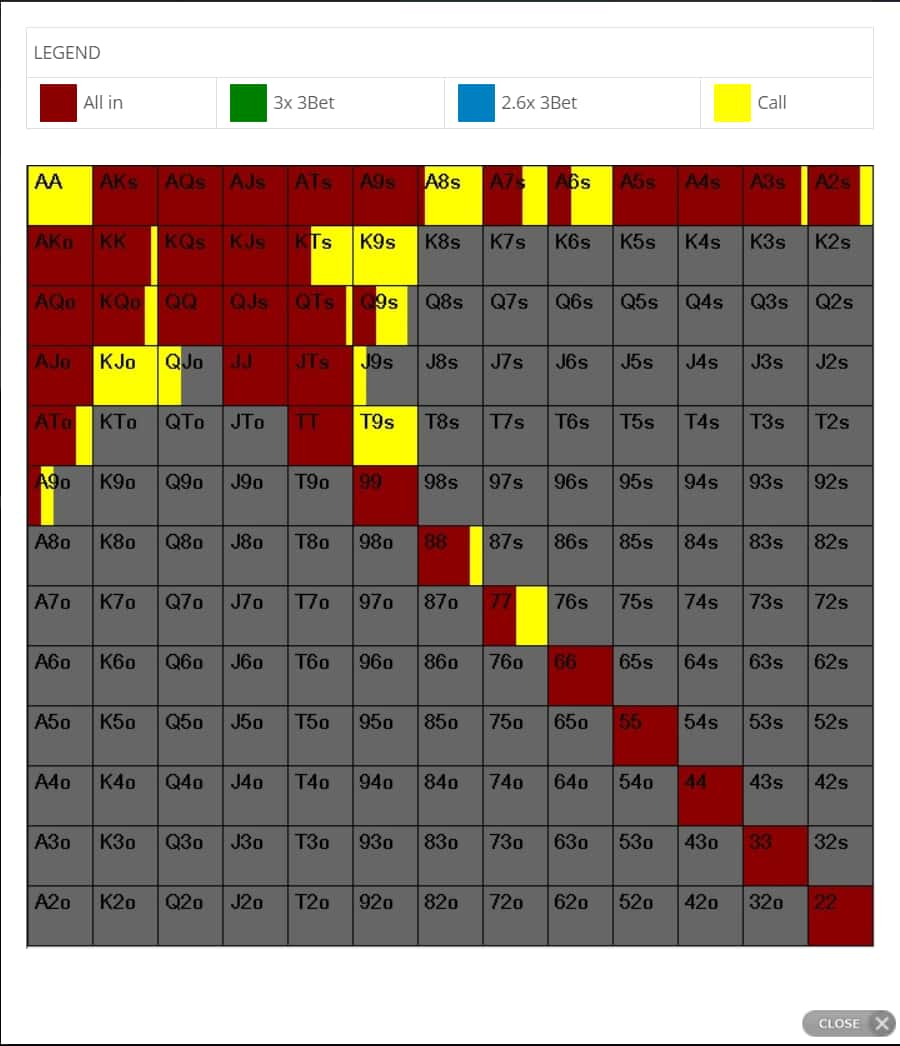 LEGEND
All in 3x 3Bet 2.6x 3Bet Call
AA AKs AQs AJs ATs A9s A8s A7s A6s A5s A4s A3s A2s
AKo KK KQs KJs KTs K9s K8s K7s K6s K5s K4s K3s K2s
AQo KQo QQ QJs QTs Q9s Q8s Q7s Q6s Q5s Q4s Q3s Q2s
AJo KJo QJo JJ JTs J9s J8s J7s J6s J5s J4s J3s J2s
ATo KTo QTo JTo TT T9s T8s T7s T6s T5s T4s T3s T2s
A9o K9o Q9o J9o T9o 99 98s 97s 96s 95s 94s 93s 92s
A8o K8o Q8o J8o T8o 98o 88 87s 86s 85s 84s 83s 82s
A7o K7o Q7o J7o T7o 97o 87o 77 76s 75s 74s 73s 72s
A6o K6o Q6o J6o T6o 96o 86o 76o 66 65s 64s 63s 62s
A5o K5o Q5o J5o T5o 95o 85o 75o 65o 55 54s 53s 52s
A4o K4o Q4o J4o T4o 94o 84o 74o 64o 54o 44 43s 42s
A3o K3o Q3o J3o T3o 93o 83o 73o 63o 53o 43o 33 32s
A2o K2o Q2o J2o T2o 92o 82o 72o 62o 52o 42o 32o 22
CLOSE